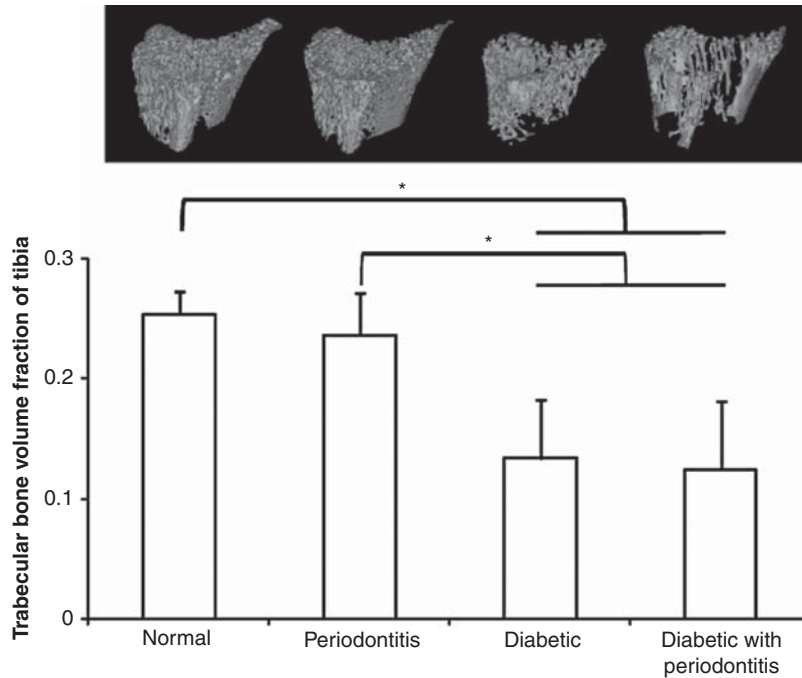 *
*
0.3
0.2
0.1
0
Trabecular bone volume fraction of tibia
Normal
Periodontitis
Diabetic
Diabetic with
periodontitis